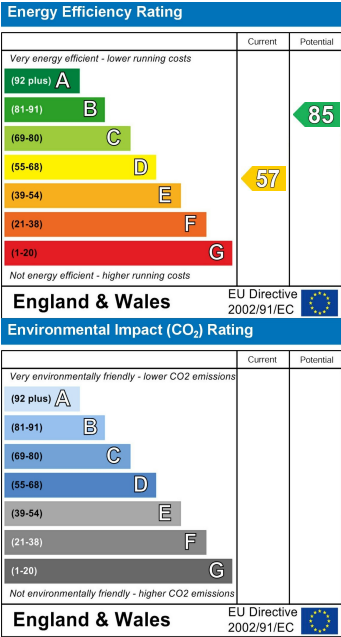 Energy Efficiency Rating
Current Potential
Very energy efficient - lower running costs
(92 plus) A
(81-91) B
85
(69-80) C
(55-68) D
57
(39-54) E
(21-38) F
(1-20) G
Not energy efficient - higher running costs
England & Wales
EU Directive
2002/91/EC
Environmental Impact (CO₂) Rating
Current Potential
Very environmentally friendly - lower CO2 emissions
(92 plus) A
(81-91) B
(69-80) C
(55-68) D
(39-54) E
(21-38) F
(1-20) G
Not environmentally friendly - higher CO2 emissions
England & Wales
EU Directive
2002/91/EC